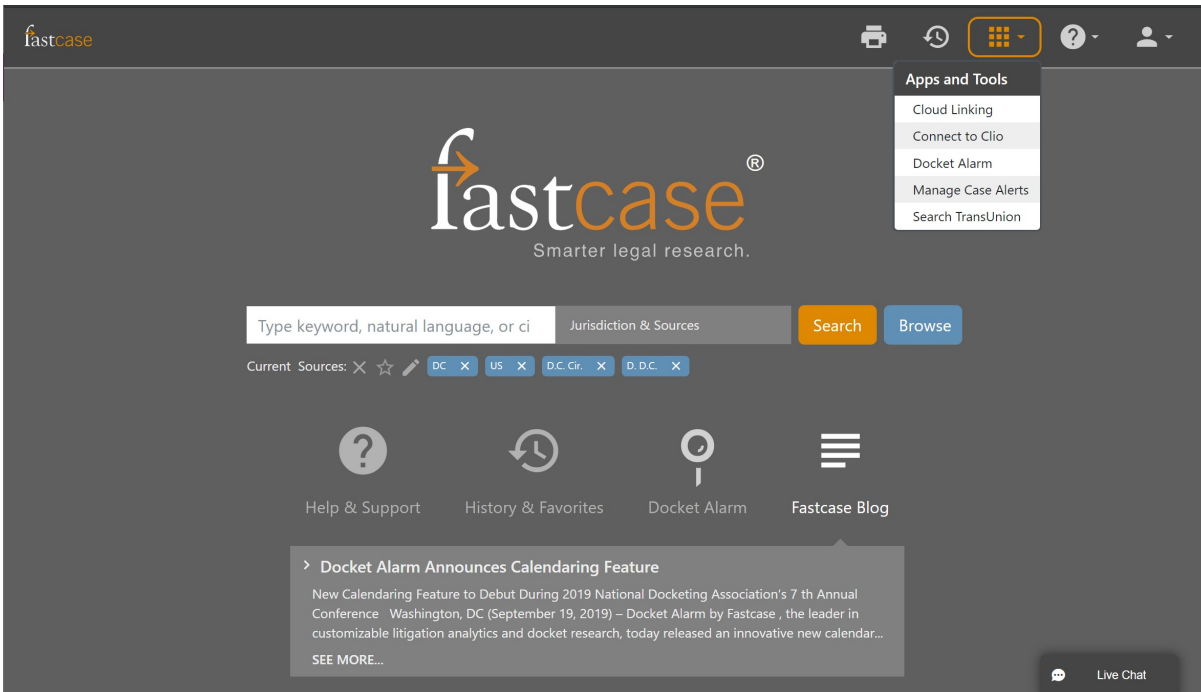 fastcase
Apps and Tools
Cloud Linking
Connect to Clio
Docket Alarm
Manage Case Alerts
Search TransUnion
fastcase®
Smarter legal research.
Type keyword, natural language, or ci
Jurisdiction & Sources
Search
Browse
Current Sources:
DC
US
D.C. Cir.
D. D.C.
Help & Support
History & Favorites
Docket Alarm
Fastcase Blog
Docket Alarm Announces Calendaring Feature
New Calendaring Feature to Debut During 2019 National Docketing Association's 7 th Annual
Conference Washington, DC (September 19, 2019) – Docket Alarm by Fastcase , the leader in
customizable litigation analytics and docket research, today released an innovative new calendar...
SEE MORE...
Live Chat